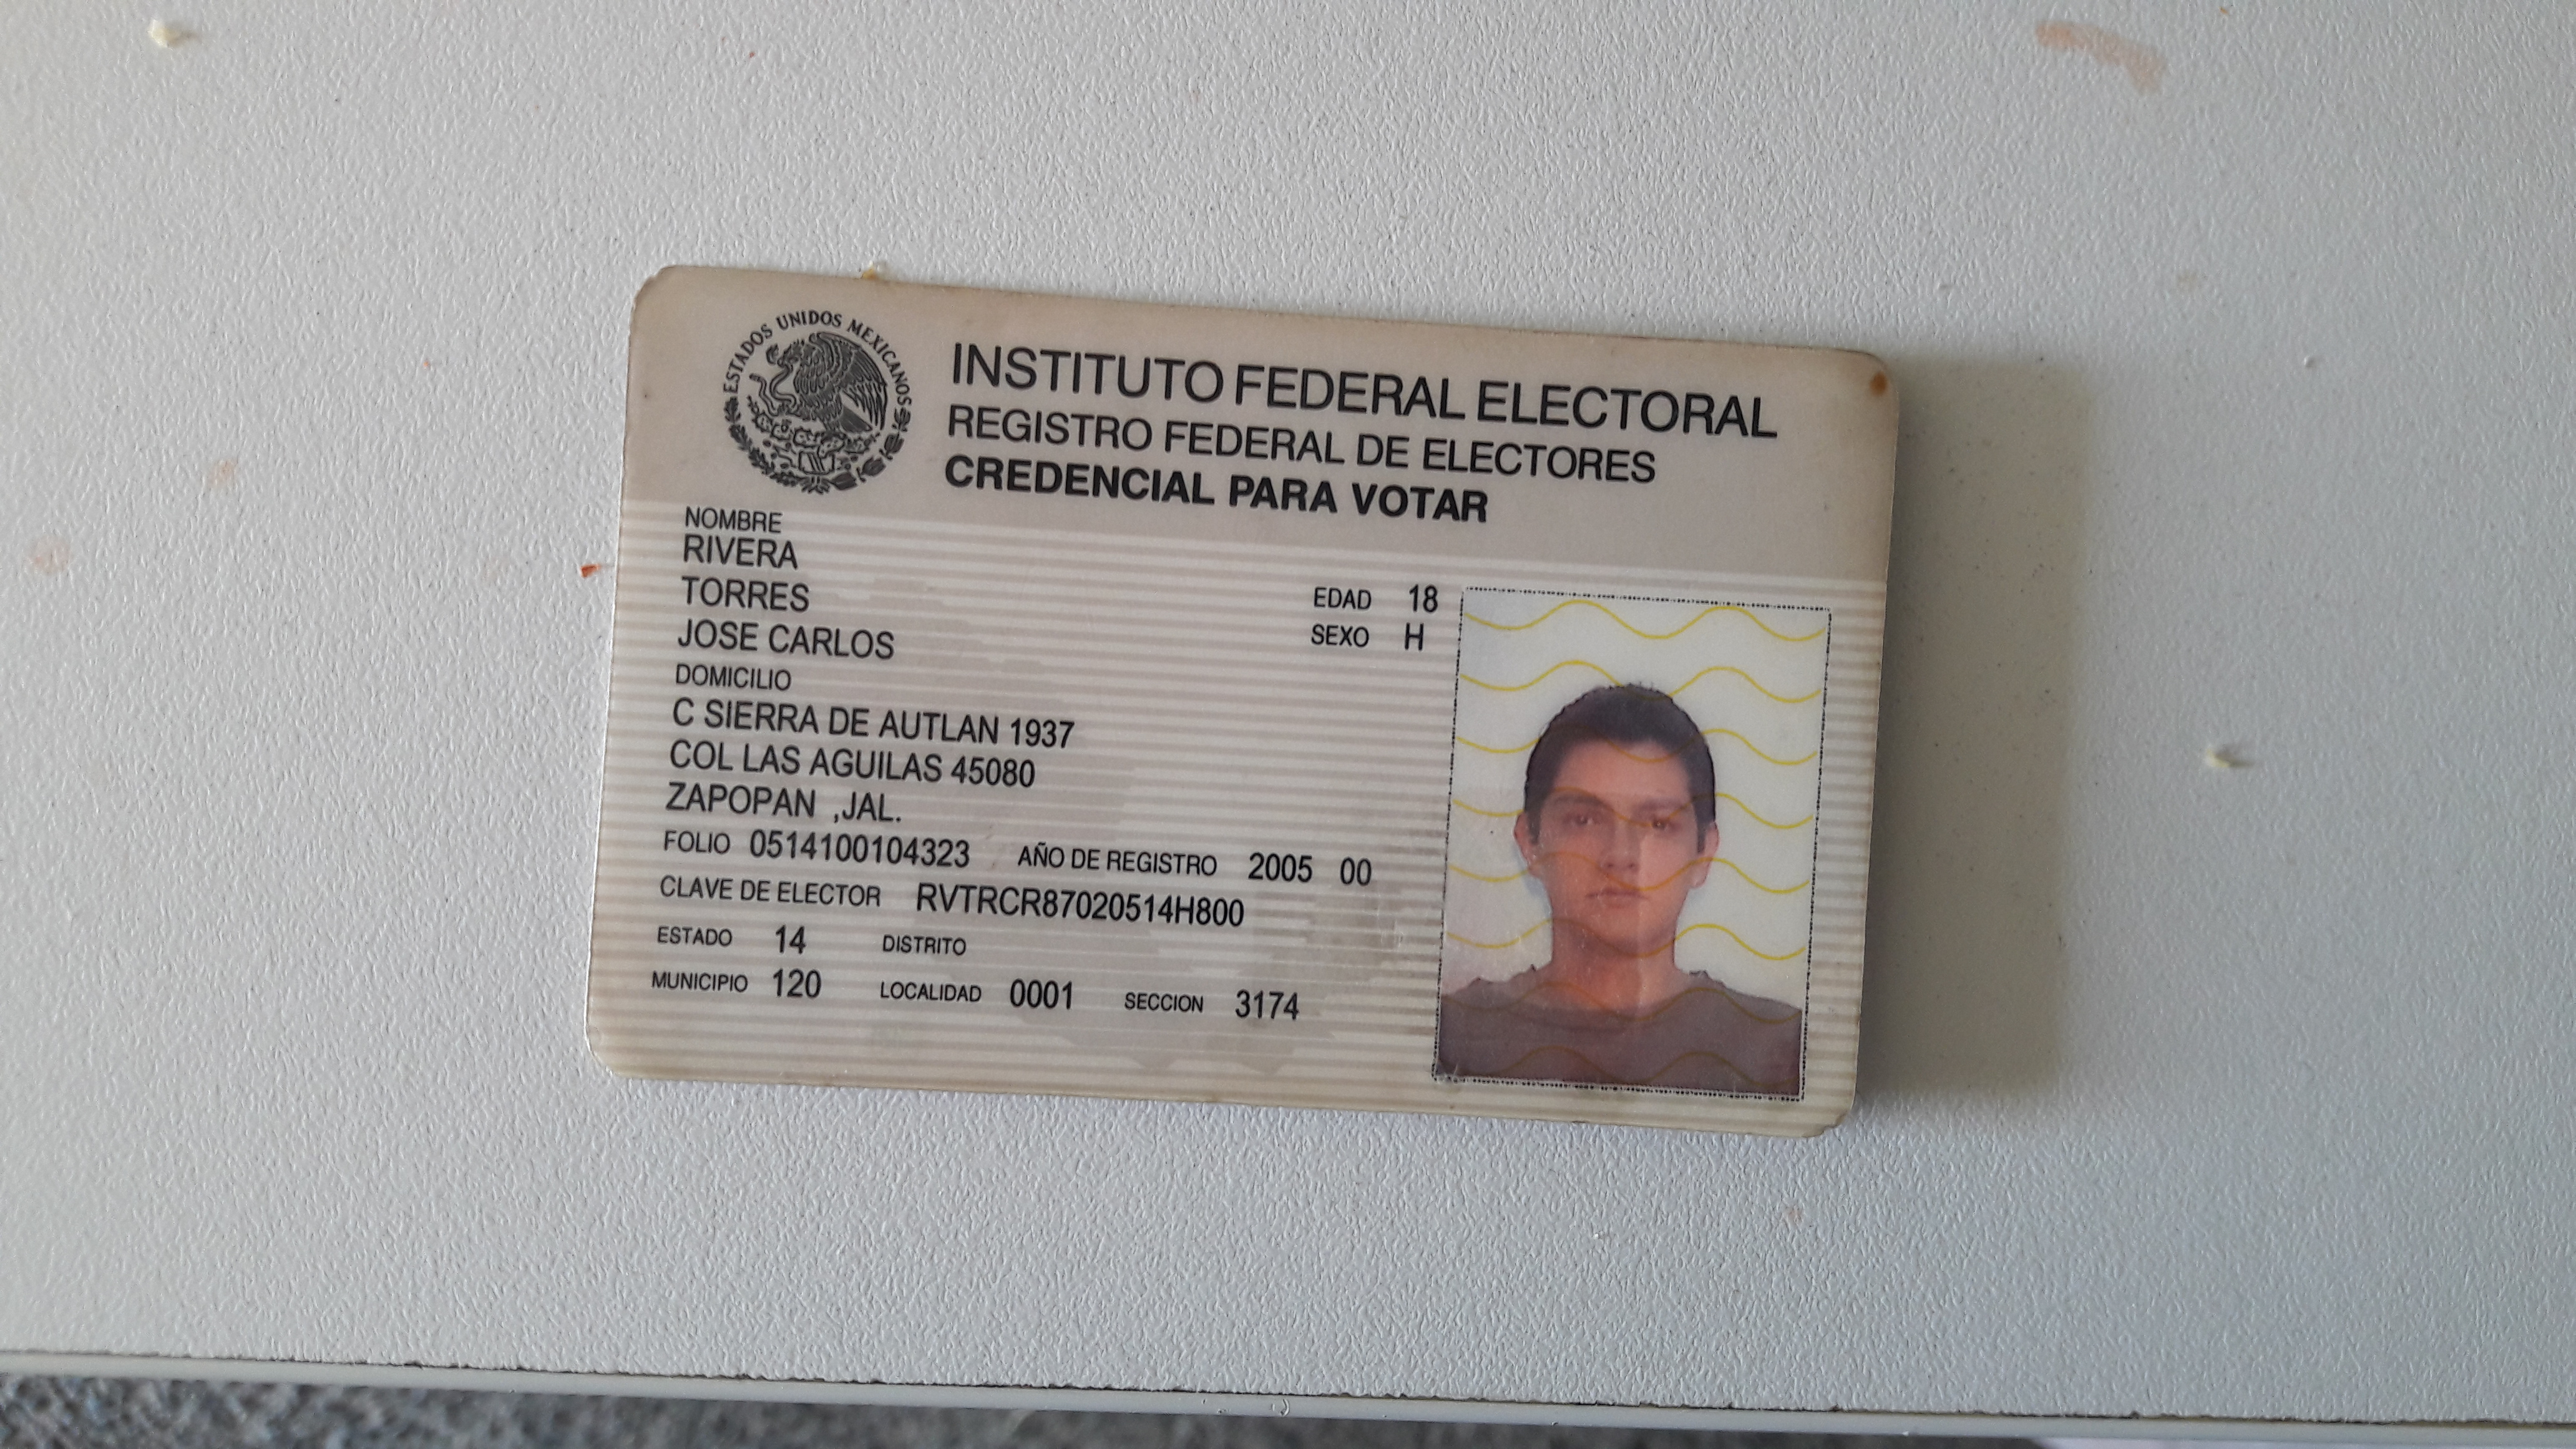 ESTADOS UNIDOS MEXICANOS
INSTITUTO FEDERAL ELECTORAL
REGISTRO FEDERAL DE ELECTORES
CREDENCIAL PARA VOTAR
NOMBRE
RIVERA
TORRES
JOSE CARLOS
EDAD 18
SEXO H
DOMICILIO
C SIERRA DE AUTLAN 1937
COL LAS AGUILAS 45080
ZAPOPAN ,JAL.
FOLIO 0514100104323 AÑO DE REGISTRO 2005 00
CLAVE DE ELECTOR RVTRCR87020514H800
ESTADO 14 DISTRITO
MUNICIPIO 120 LOCALIDAD 0001 SECCION 3174